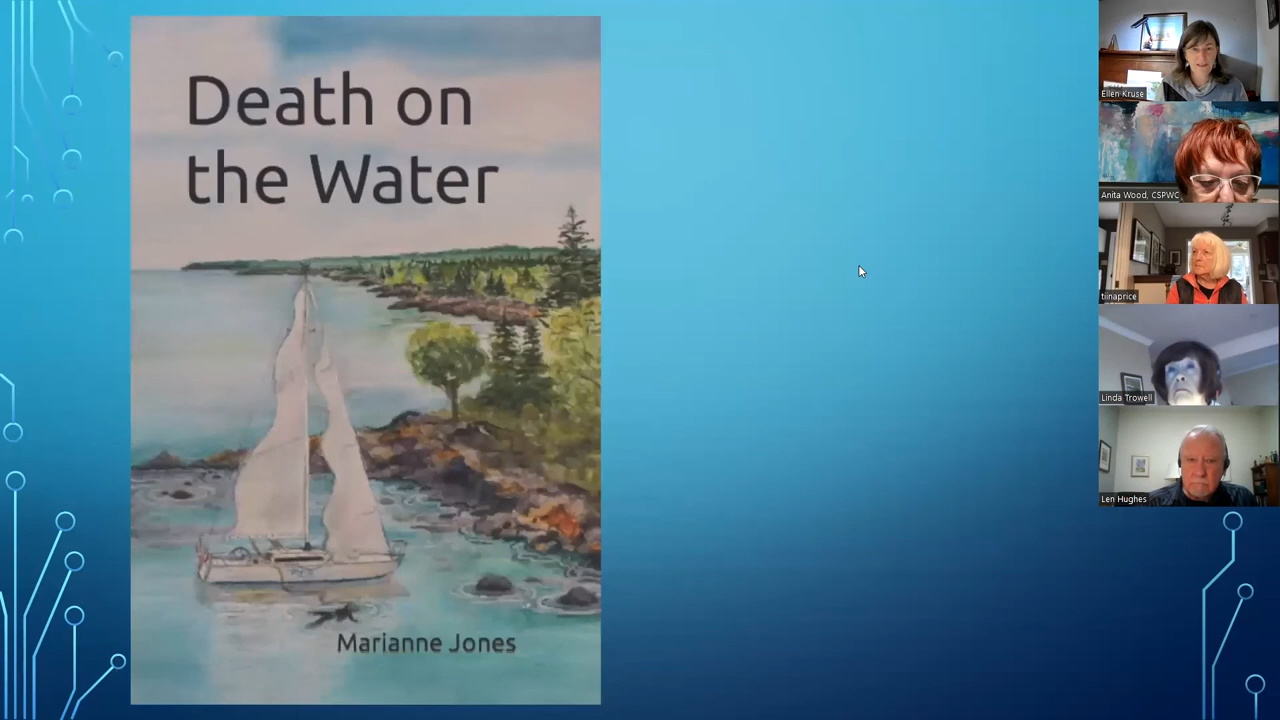 Death on
the Water
Marianne Jones
Ellen Kruse
Anita Wood, CSPWC
tiinaprice
Linda Trowell
Len Hughes